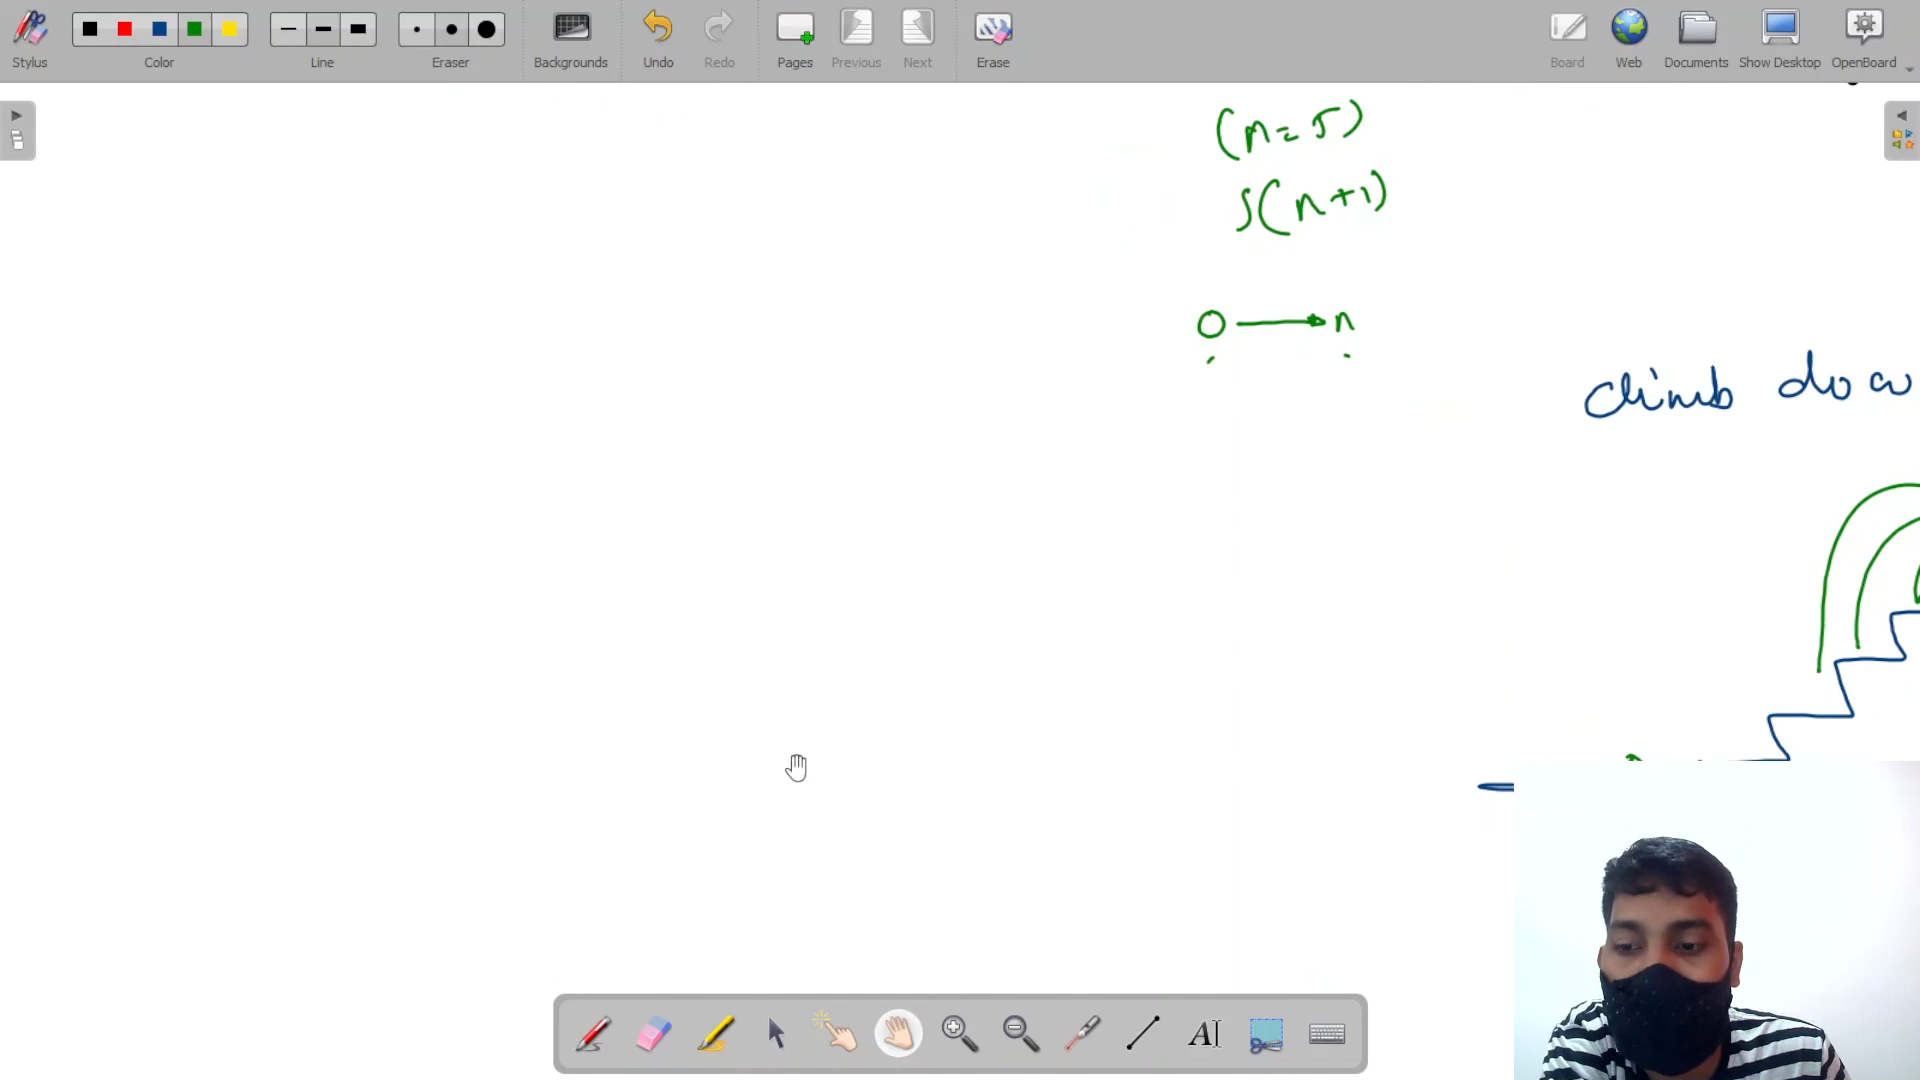 Stylus Color Line Eraser Backgrounds Undo Redo Pages Previous Next Erase Board Web Documents Show Desktop OpenBoard
(n=5)
S(n+1)
0 → n
climb dow
AI